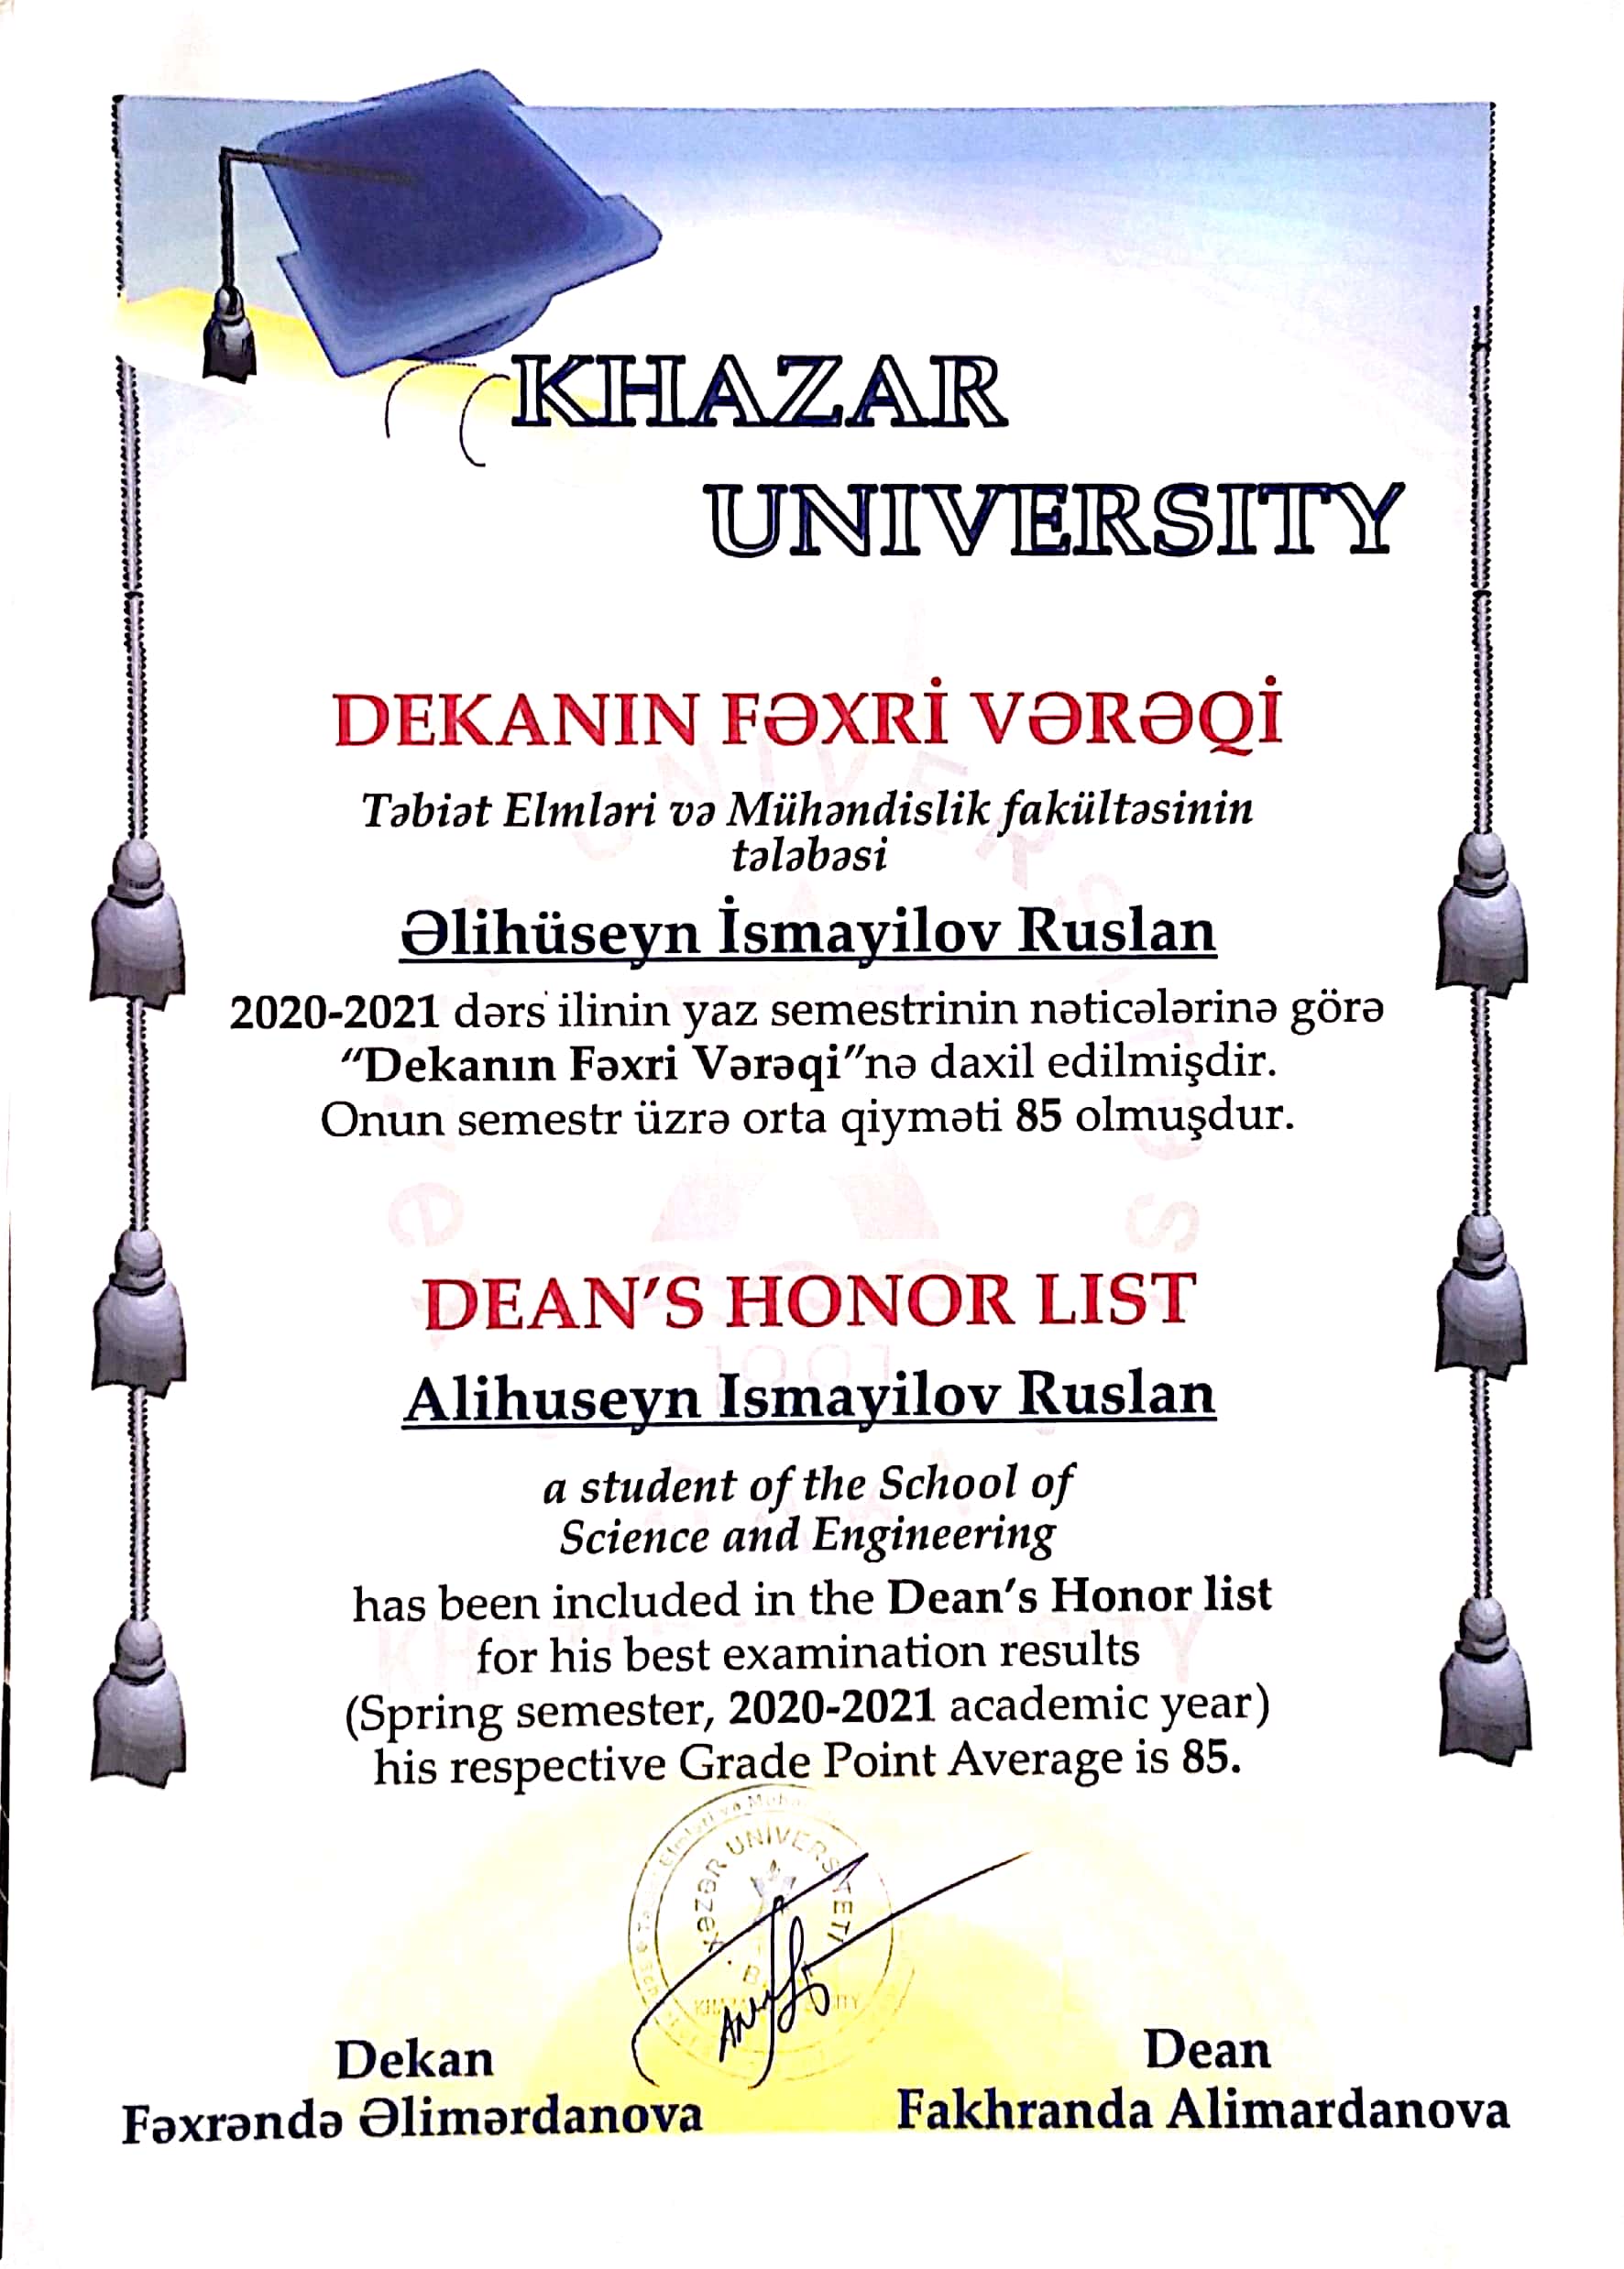 KHAZAR
UNIVERSITY
DEKANIN FƏXRİ VƏRƏQİ
Təbiət Elmləri və Mühəndislik fakültəsinin
tələbəsi
Əlihüseyn İsmayilov Ruslan
2020-2021 dərs ilinin yaz semestrinin nəticələrinə görə
“Dekanın Fəxri Vərəqi”nə daxil edilmişdir.
Onun semestr üzrə orta qiyməti 85 olmuşdur.
DEAN’S HONOR LIST
Alihuseyn Ismayilov Ruslan
a student of the School of
Science and Engineering
has been included in the Dean’s Honor list
for his best examination results
(Spring semester, 2020-2021 academic year)
his respective Grade Point Average is 85.
XƏZƏR UNİVERSİTETİ
Dekan
Fəxrəndə Əlimərdanova
Dean
Fakhranda Alimardanova